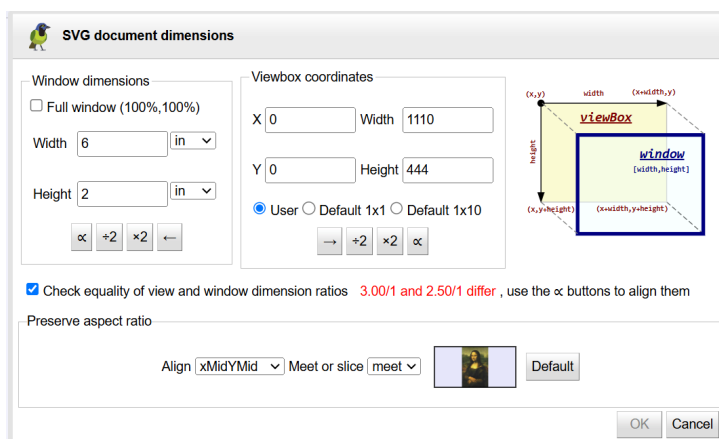 SVG document dimensions
Window dimensions
Full window (100%,100%)
Width 6 in
Height 2 in
∝ ÷2 ×2 ←
Viewbox coordinates
X 0 Width 1110
Y 0 Height 444
User Default 1x1 Default 1x10
→ ÷2 ×2 ∝
(x,y) width (x+width,y)
viewBox
height
window
[width,height]
(x,y+height) (x+width,y+height)
Check equality of view and window dimension ratios 3.00/1 and 2.50/1 differ , use the ∝ buttons to align them
Preserve aspect ratio
Align xMidYMid Meet or slice meet Default
OK Cancel